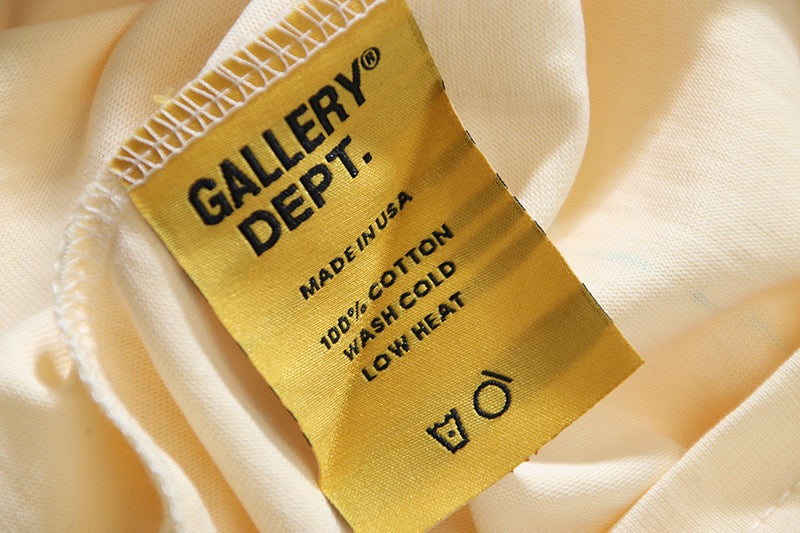 GALLERY®
DEPT.
MADE IN USA
100% COTTON
WASH COLD
LOW HEAT